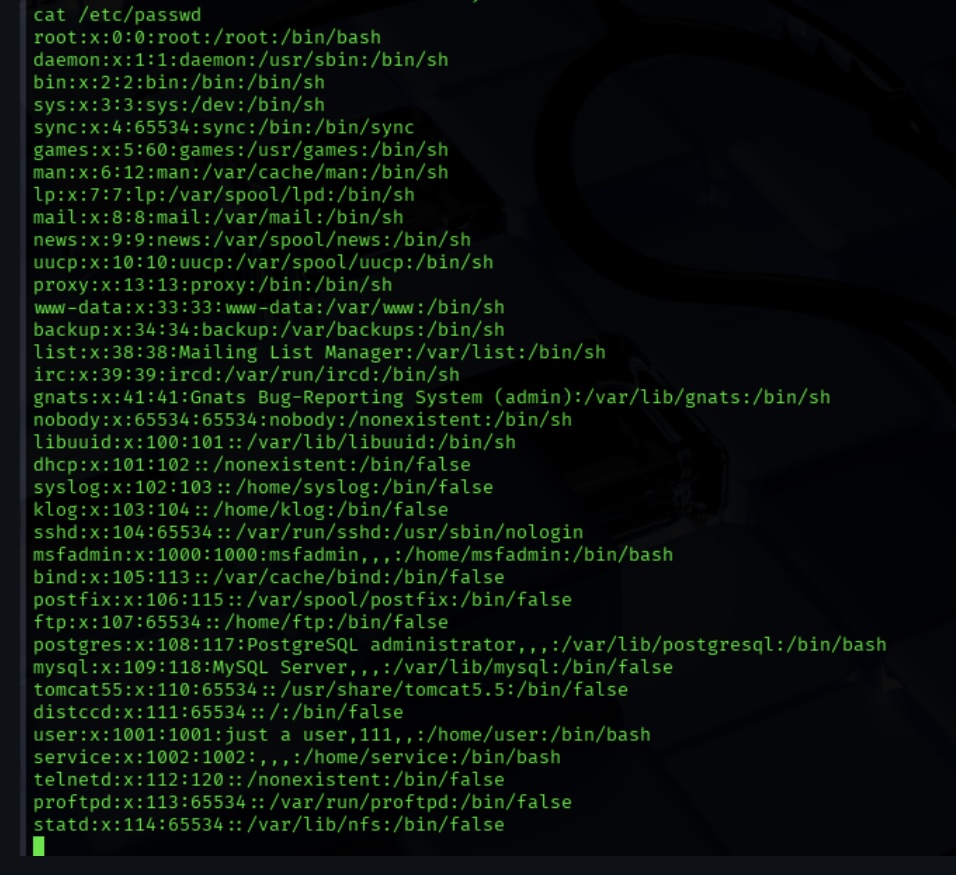 cat /etc/passwd
root:x:0:0:root:/root:/bin/bash
daemon:x:1:1:daemon:/usr/sbin:/bin/sh
bin:x:2:2:bin:/bin:/bin/sh
sys:x:3:3:sys:/dev:/bin/sh
sync:x:4:65534:sync:/bin:/bin/sync
games:x:5:60:games:/usr/games:/bin/sh
man:x:6:12:man:/var/cache/man:/bin/sh
lp:x:7:7:lp:/var/spool/lpd:/bin/sh
mail:x:8:8:mail:/var/mail:/bin/sh
news:x:9:9:news:/var/spool/news:/bin/sh
uucp:x:10:10:uucp:/var/spool/uucp:/bin/sh
proxy:x:13:13:proxy:/bin:/bin/sh
www-data:x:33:33:www-data:/var/www:/bin/sh
backup:x:34:34:backup:/var/backups:/bin/sh
list:x:38:38:Mailing List Manager:/var/list:/bin/sh
irc:x:39:39:ircd:/var/run/ircd:/bin/sh
gnats:x:41:41:Gnats Bug-Reporting System (admin):/var/lib/gnats:/bin/sh
nobody:x:65534:65534:nobody:/nonexistent:/bin/sh
libuuid:x:100:101::/var/lib/libuuid:/bin/sh
dhcp:x:101:102::/nonexistent:/bin/false
syslog:x:102:103::/home/syslog:/bin/false
klog:x:103:104::/home/klog:/bin/false
sshd:x:104:65534::/var/run/sshd:/usr/sbin/nologin
msfadmin:x:1000:1000:msfadmin,,,:/home/msfadmin:/bin/bash
bind:x:105:113::/var/cache/bind:/bin/false
postfix:x:106:115::/var/spool/postfix:/bin/false
ftp:x:107:65534::/home/ftp:/bin/false
postgres:x:108:117:PostgreSQL administrator,,,:/var/lib/postgresql:/bin/bash
mysql:x:109:118:MySQL Server,,,:/var/lib/mysql:/bin/false
tomcat55:x:110:65534::/usr/share/tomcat5.5:/bin/false
distccd:x:111:65534::/:/bin/false
user:x:1001:1001:just a user,111,,:/home/user:/bin/bash
service:x:1002:1002:,,,:/home/service:/bin/bash
telnetd:x:112:120::/nonexistent:/bin/false
proftpd:x:113:65534::/var/run/proftpd:/bin/false
statd:x:114:65534::/var/lib/nfs:/bin/false